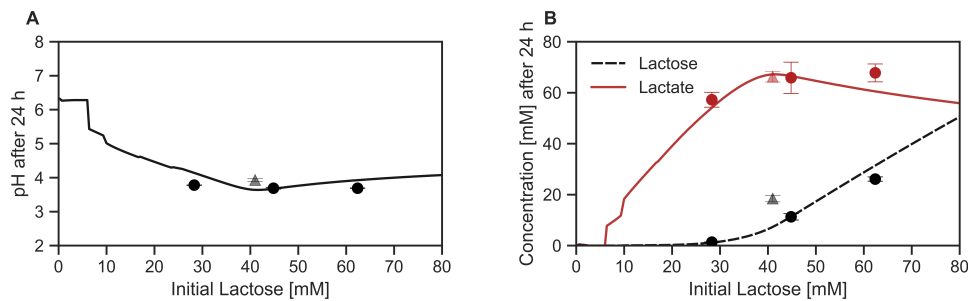 A
pH after 24 h
8
7
6
5
4
3
2
0 10 20 30 40 50 60 70 80
Initial Lactose [mM]
B
Concentration [mM] after 24 h
80
60
40
20
0
Lactose
Lactate
0 10 20 30 40 50 60 70 80
Initial Lactose [mM]